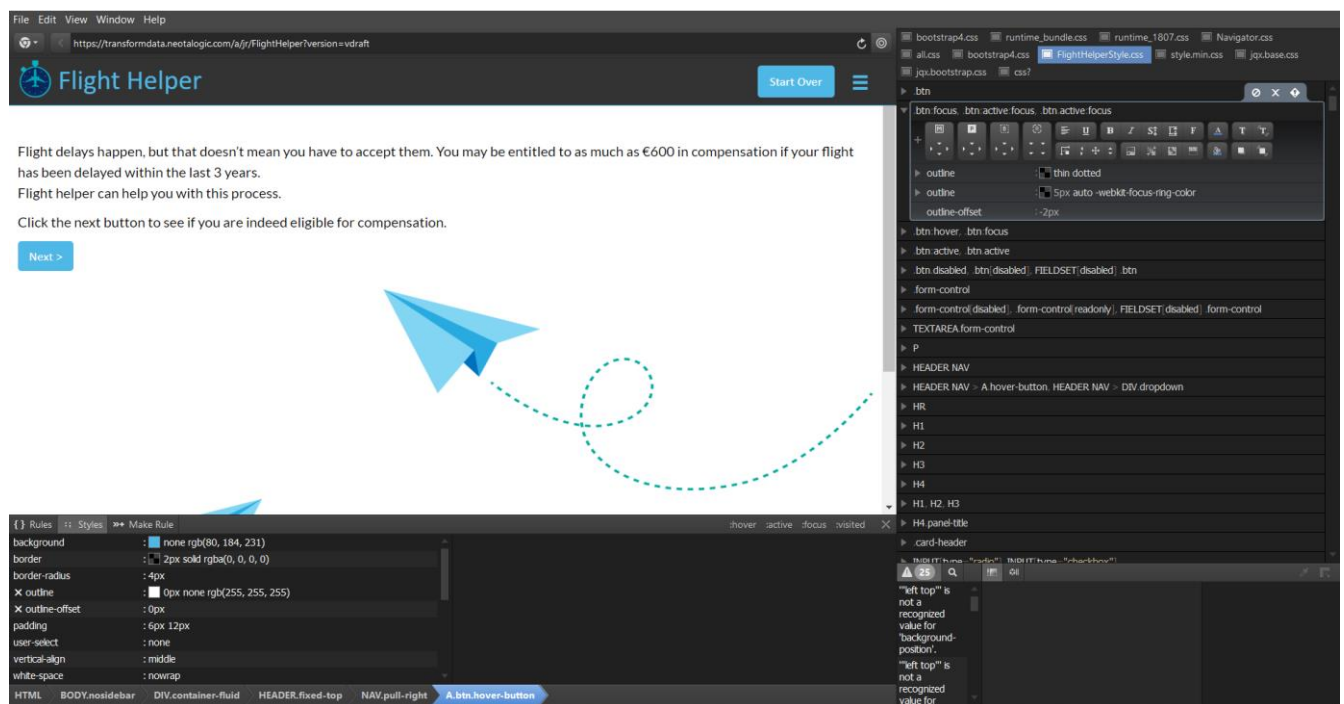 File Edit View Window Help
https://transformdata.neotalogic.com/a/jr/FlightHelper?version=vdraft
Flight Helper
Start Over
Flight delays happen, but that doesn't mean you have to accept them. You may be entitled to as much as €600 in compensation if your flight
has been delayed within the last 3 years.
Flight helper can help you with this process.
Click the next button to see if you are indeed eligible for compensation.
Next >
{} Rules Styles Make Rule :hover :active :focus :visited
background : none rgb(80, 184, 231)
border : 2px solid rgba(0, 0, 0, 0)
border-radius : 4px
✕ outline : 0px none rgb(255, 255, 255)
✕ outline-offset : 0px
padding : 6px 12px
user-select : none
vertical-align : middle
white-space : nowrap
HTML BODY.nosidebar DIV.container-fluid HEADER.fixed-top NAV.pull-right A.btn.hover-button
bootstrap4.css runtime_bundle.css runtime_1807.css Navigator.css
all.css bootstrap4.css FlightHelperStyle.css style.min.css jqx.base.css
jqx.bootstrap.css css?
.btn
.btn:focus, .btn:active:focus, .btn.active:focus
outline : thin dotted
outline : 5px auto -webkit-focus-ring-color
outline-offset : -2px
.btn:hover, .btn:focus
.btn:active, .btn.active
.btn.disabled, .btn[disabled], FIELDSET[disabled] .btn
.form-control
.form-control[disabled], .form-control[readonly], FIELDSET[disabled] .form-control
TEXTAREA.form-control
P
HEADER NAV
HEADER NAV > A.hover-button, HEADER NAV > DIV.dropdown
HR
H1
H2
H3
H4
H1, H2, H3
H4.panel-title
.card-header
INPUT[type="radio"], INPUT[type="checkbox"]
25
'"left top"' is
not a
recognized
value for
'background-
position'.
'"left top"' is
not a
recognized
value for